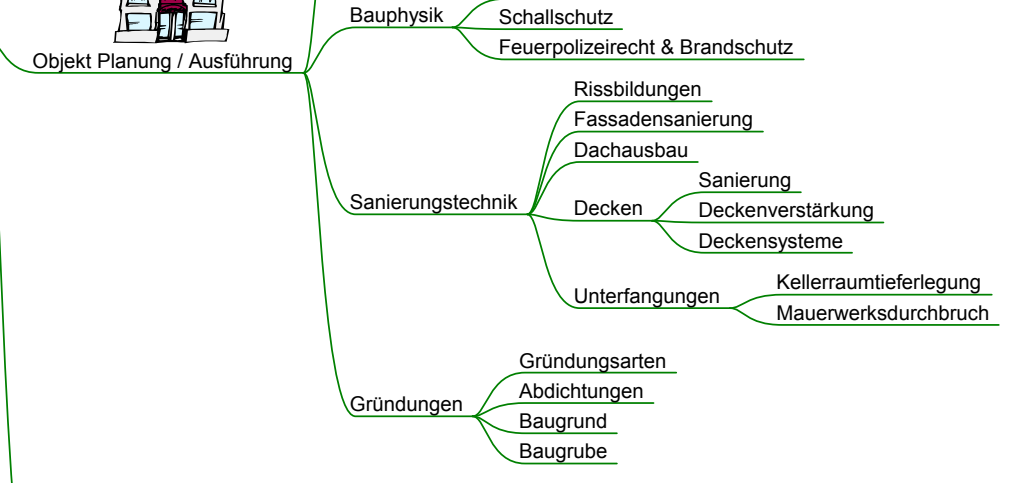 Objekt Planung / Ausführung
Bauphysik
Schallschutz
Feuerpolizeirecht & Brandschutz
Sanierungstechnik
Rissbildungen
Fassadensanierung
Dachausbau
Decken
Sanierung
Deckenverstärkung
Deckensysteme
Unterfangungen
Kellerraumtieferlegung
Mauerwerksdurchbruch
Gründungen
Gründungsarten
Abdichtungen
Baugrund
Baugrube